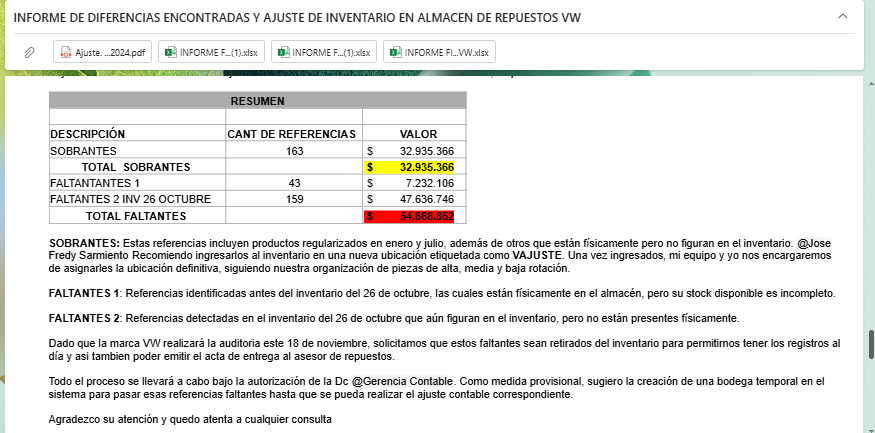 INFORME DE DIFERENCIAS ENCONTRADAS Y AJUSTE DE INVENTARIO EN ALMACEN DE REPUESTOS VW
Ajuste. ...2024.pdf INFORME F...(1).xlsx INFORME F...(1).xlsx INFORME FI...VW.xlsx
RESUMEN
DESCRIPCIÓN CANT DE REFERENCIAS VALOR
SOBRANTES 163 $ 32.935.366
TOTAL SOBRANTES $ 32.935.366
FALTANTANTES 1 43 $ 7.232.106
FALTANTES 2 INV 26 OCTUBRE 159 $ 47.636.746
TOTAL FALTANTES $ 54.868.852
SOBRANTES: Estas referencias incluyen productos regularizados en enero y julio, además de otros que están físicamente pero no figuran en el inventario. @Jose
Fredy Sarmiento Recomiendo ingresarlos al inventario en una nueva ubicación etiquetada como VAJUSTE. Una vez ingresados, mi equipo y yo nos encargaremos
de asignarles la ubicación definitiva, siguiendo nuestra organización de piezas de alta, media y baja rotación.
FALTANTES 1: Referencias identificadas antes del inventario del 26 de octubre, las cuales están físicamente en el almacén, pero su stock disponible es incompleto.
FALTANTES 2: Referencias detectadas en el inventario del 26 de octubre que aún figuran en el inventario, pero no están presentes físicamente.
Dado que la marca VW realizará la auditoria este 18 de noviembre, solicitamos que estos faltantes sean retirados del inventario para permitirnos tener los registros al
día y asi tambien poder emitir el acta de entrega al asesor de repuestos.
Todo el proceso se llevará a cabo bajo la autorización de la Dc @Gerencia Contable. Como medida provisional, sugiero la creación de una bodega temporal en el
sistema para pasar esas referencias faltantes hasta que se pueda realizar el ajuste contable correspondiente.
Agradezco su atención y quedo atenta a cualquier consulta